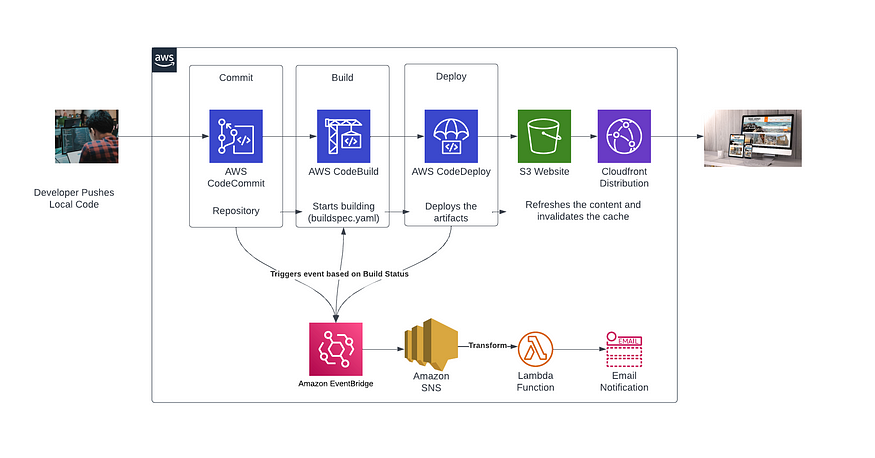 aws
Commit
Build
Deploy
AWS
CodeCommit
AWS CodeBuild
AWS CodeDeploy
S3 Website
Cloudfront
Distribution
Developer Pushes
Local Code
Repository
Starts building
(buildspec.yaml)
Deploys the
artifacts
Refreshes the content and
invalidates the cache
Triggers event based on Build Status
Amazon EventBridge
Amazon
SNS
Transform
Lambda
Function
EMAIL
Email
Notification